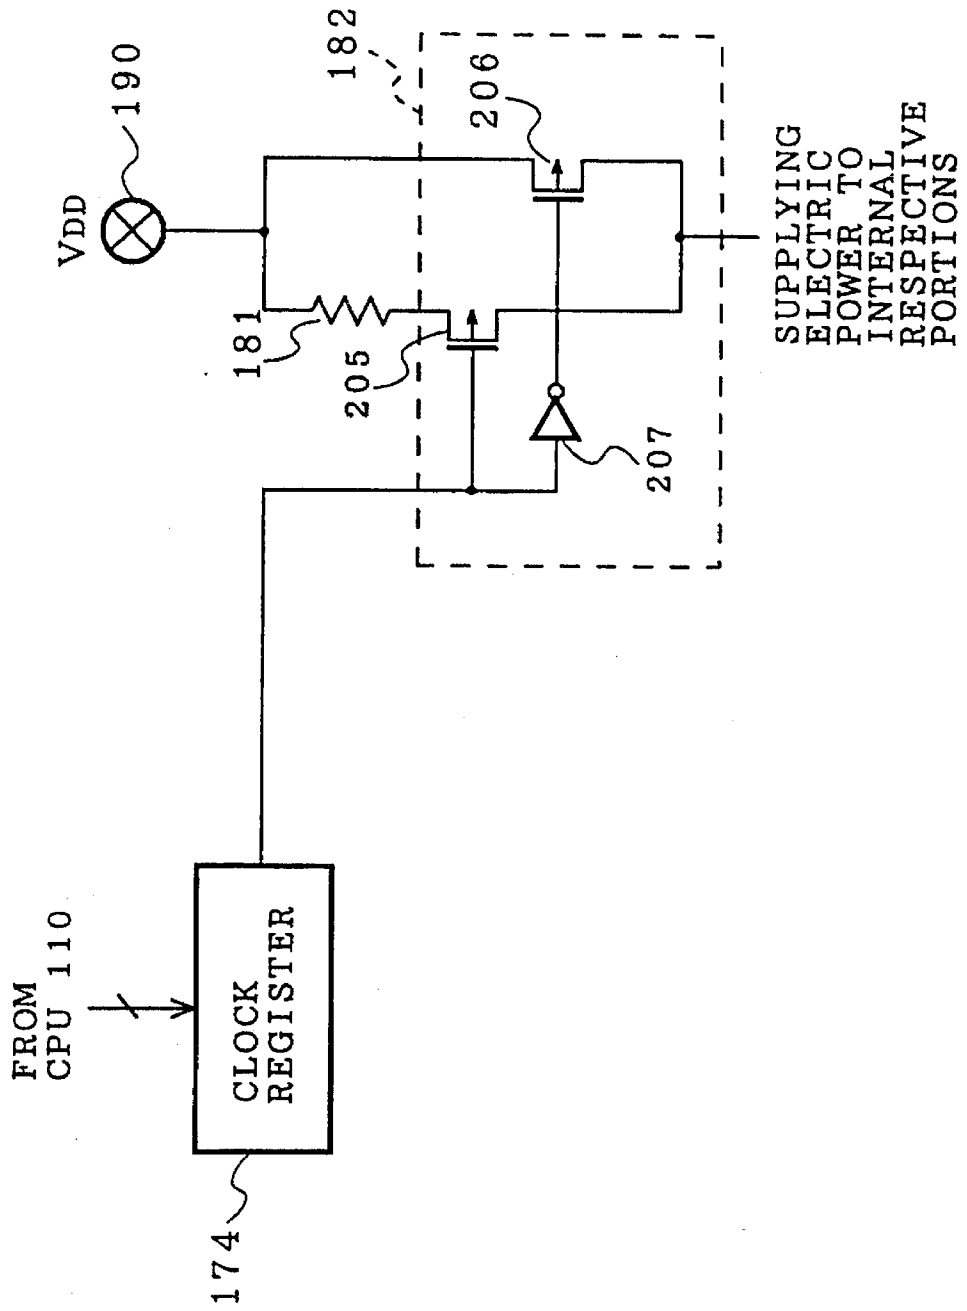 FROM
CPU 110
174
CLOCK
REGISTER
VDD
190
181
182
205
206
207
SUPPLYING
ELECTRIC
POWER TO
INTERNAL
RESPECTIVE
PORTIONS